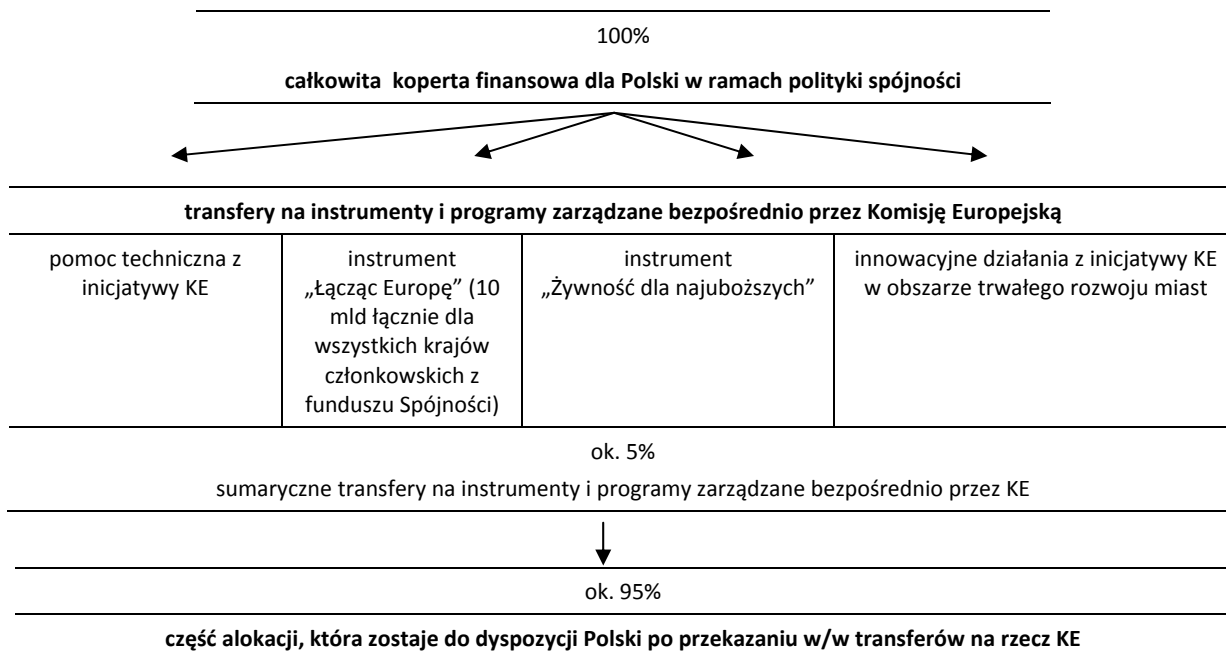 100%
całkowita koperta finansowa dla Polski w ramach polityki spójności
transfery na instrumenty i programy zarządzane bezpośrednio przez Komisję Europejską
pomoc techniczna z
inicjatywy KE
instrument
„Łącząc Europę” (10
mld łącznie dla
wszystkich krajów
członkowskich z
funduszu Spójności)
instrument
„Żywność dla najuboższych”
innowacyjne działania z inicjatywy KE
w obszarze trwałego rozwoju miast
ok. 5%
sumaryczne transfery na instrumenty i programy zarządzane bezpośrednio przez KE
ok. 95%
część alokacji, która zostaje do dyspozycji Polski po przekazaniu w/w transferów na rzecz KE